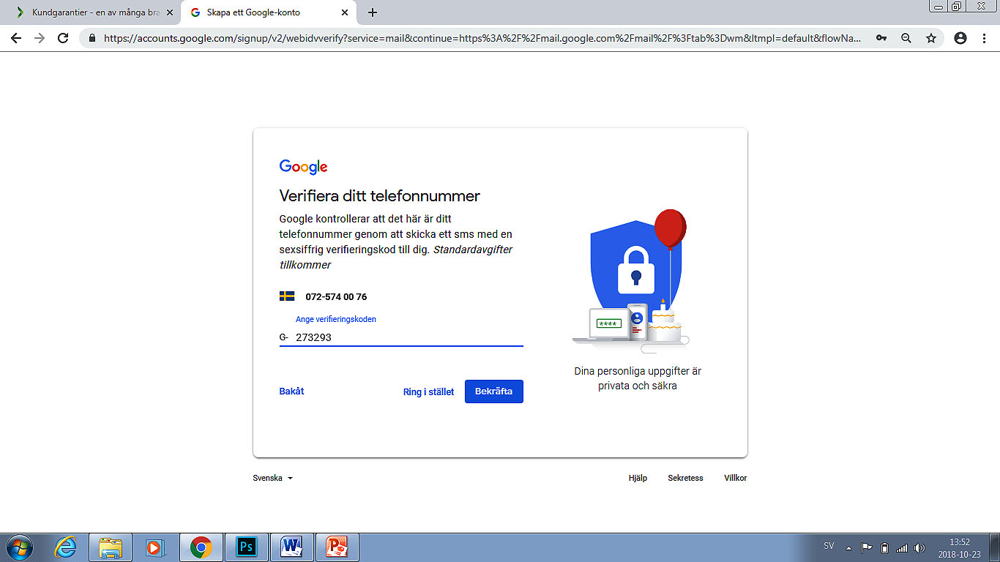 Kundgarantier - en av många bra
Skapa ett Google-konto
https://accounts.google.com/signup/v2/webidvverify?service=mail&continue=https%3A%2F%2Fmail.google.com%2Fmail%2F%3Ftab%3Dwm&ltmpl=default&flowNa...
Google
Verifiera ditt telefonnummer
Google kontrollerar att det här är ditt
telefonnummer genom att skicka ett sms med en
sexsiffrig verifieringskod till dig. Standardavgifter
tillkommer
072-574 00 76
Ange verifieringskoden
G- 273293
****
Bakåt Ring i stället Bekräfta
Dina personliga uppgifter är
privata och säkra
Svenska Hjälp Sekretess Villkor
Ps W P
SV 13:52
2018-10-23